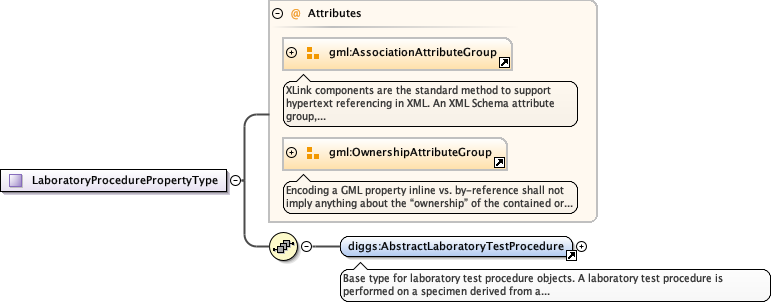 @ Attributes
gml:AssociationAttributeGroup
XLink components are the standard method to support
hypertext referencing in XML. An XML Schema attribute
group,...
gml:OwnershipAttributeGroup
Encoding a GML property inline vs. by-reference shall not
imply anything about the “ownership” of the contained or...
LaboratoryProcedurePropertyType
diggs:AbstractLaboratoryTestProcedure
Base type for laboratory test procedure objects. A laboratory test procedure is
performed on a specimen derived from a...